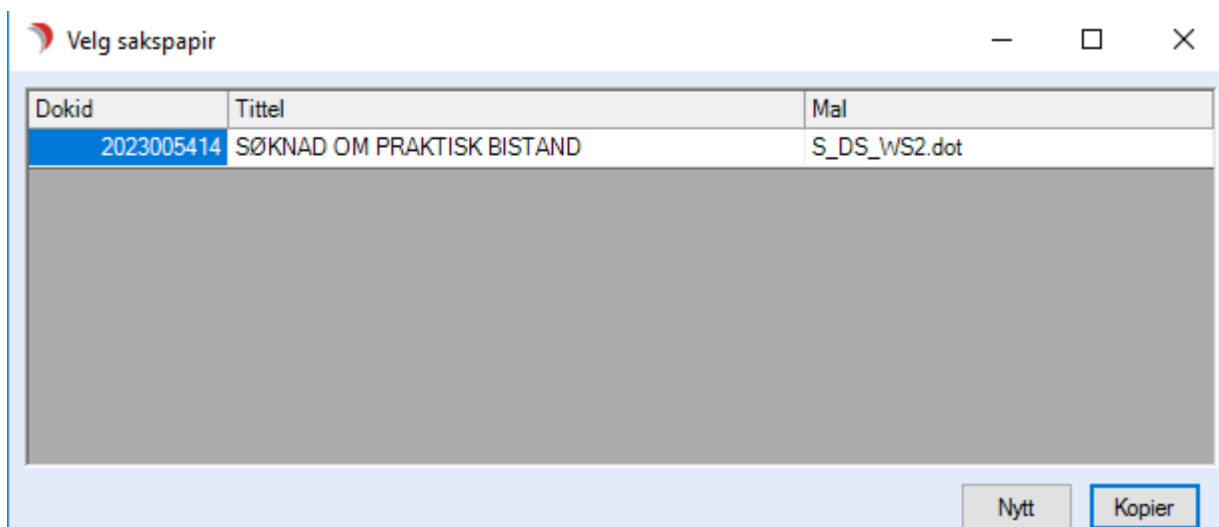 Velg sakspapir
Dokid Tittel Mal
2023005414 SØKNAD OM PRAKTISK BISTAND S_DS_WS2.dot
Nytt Kopier